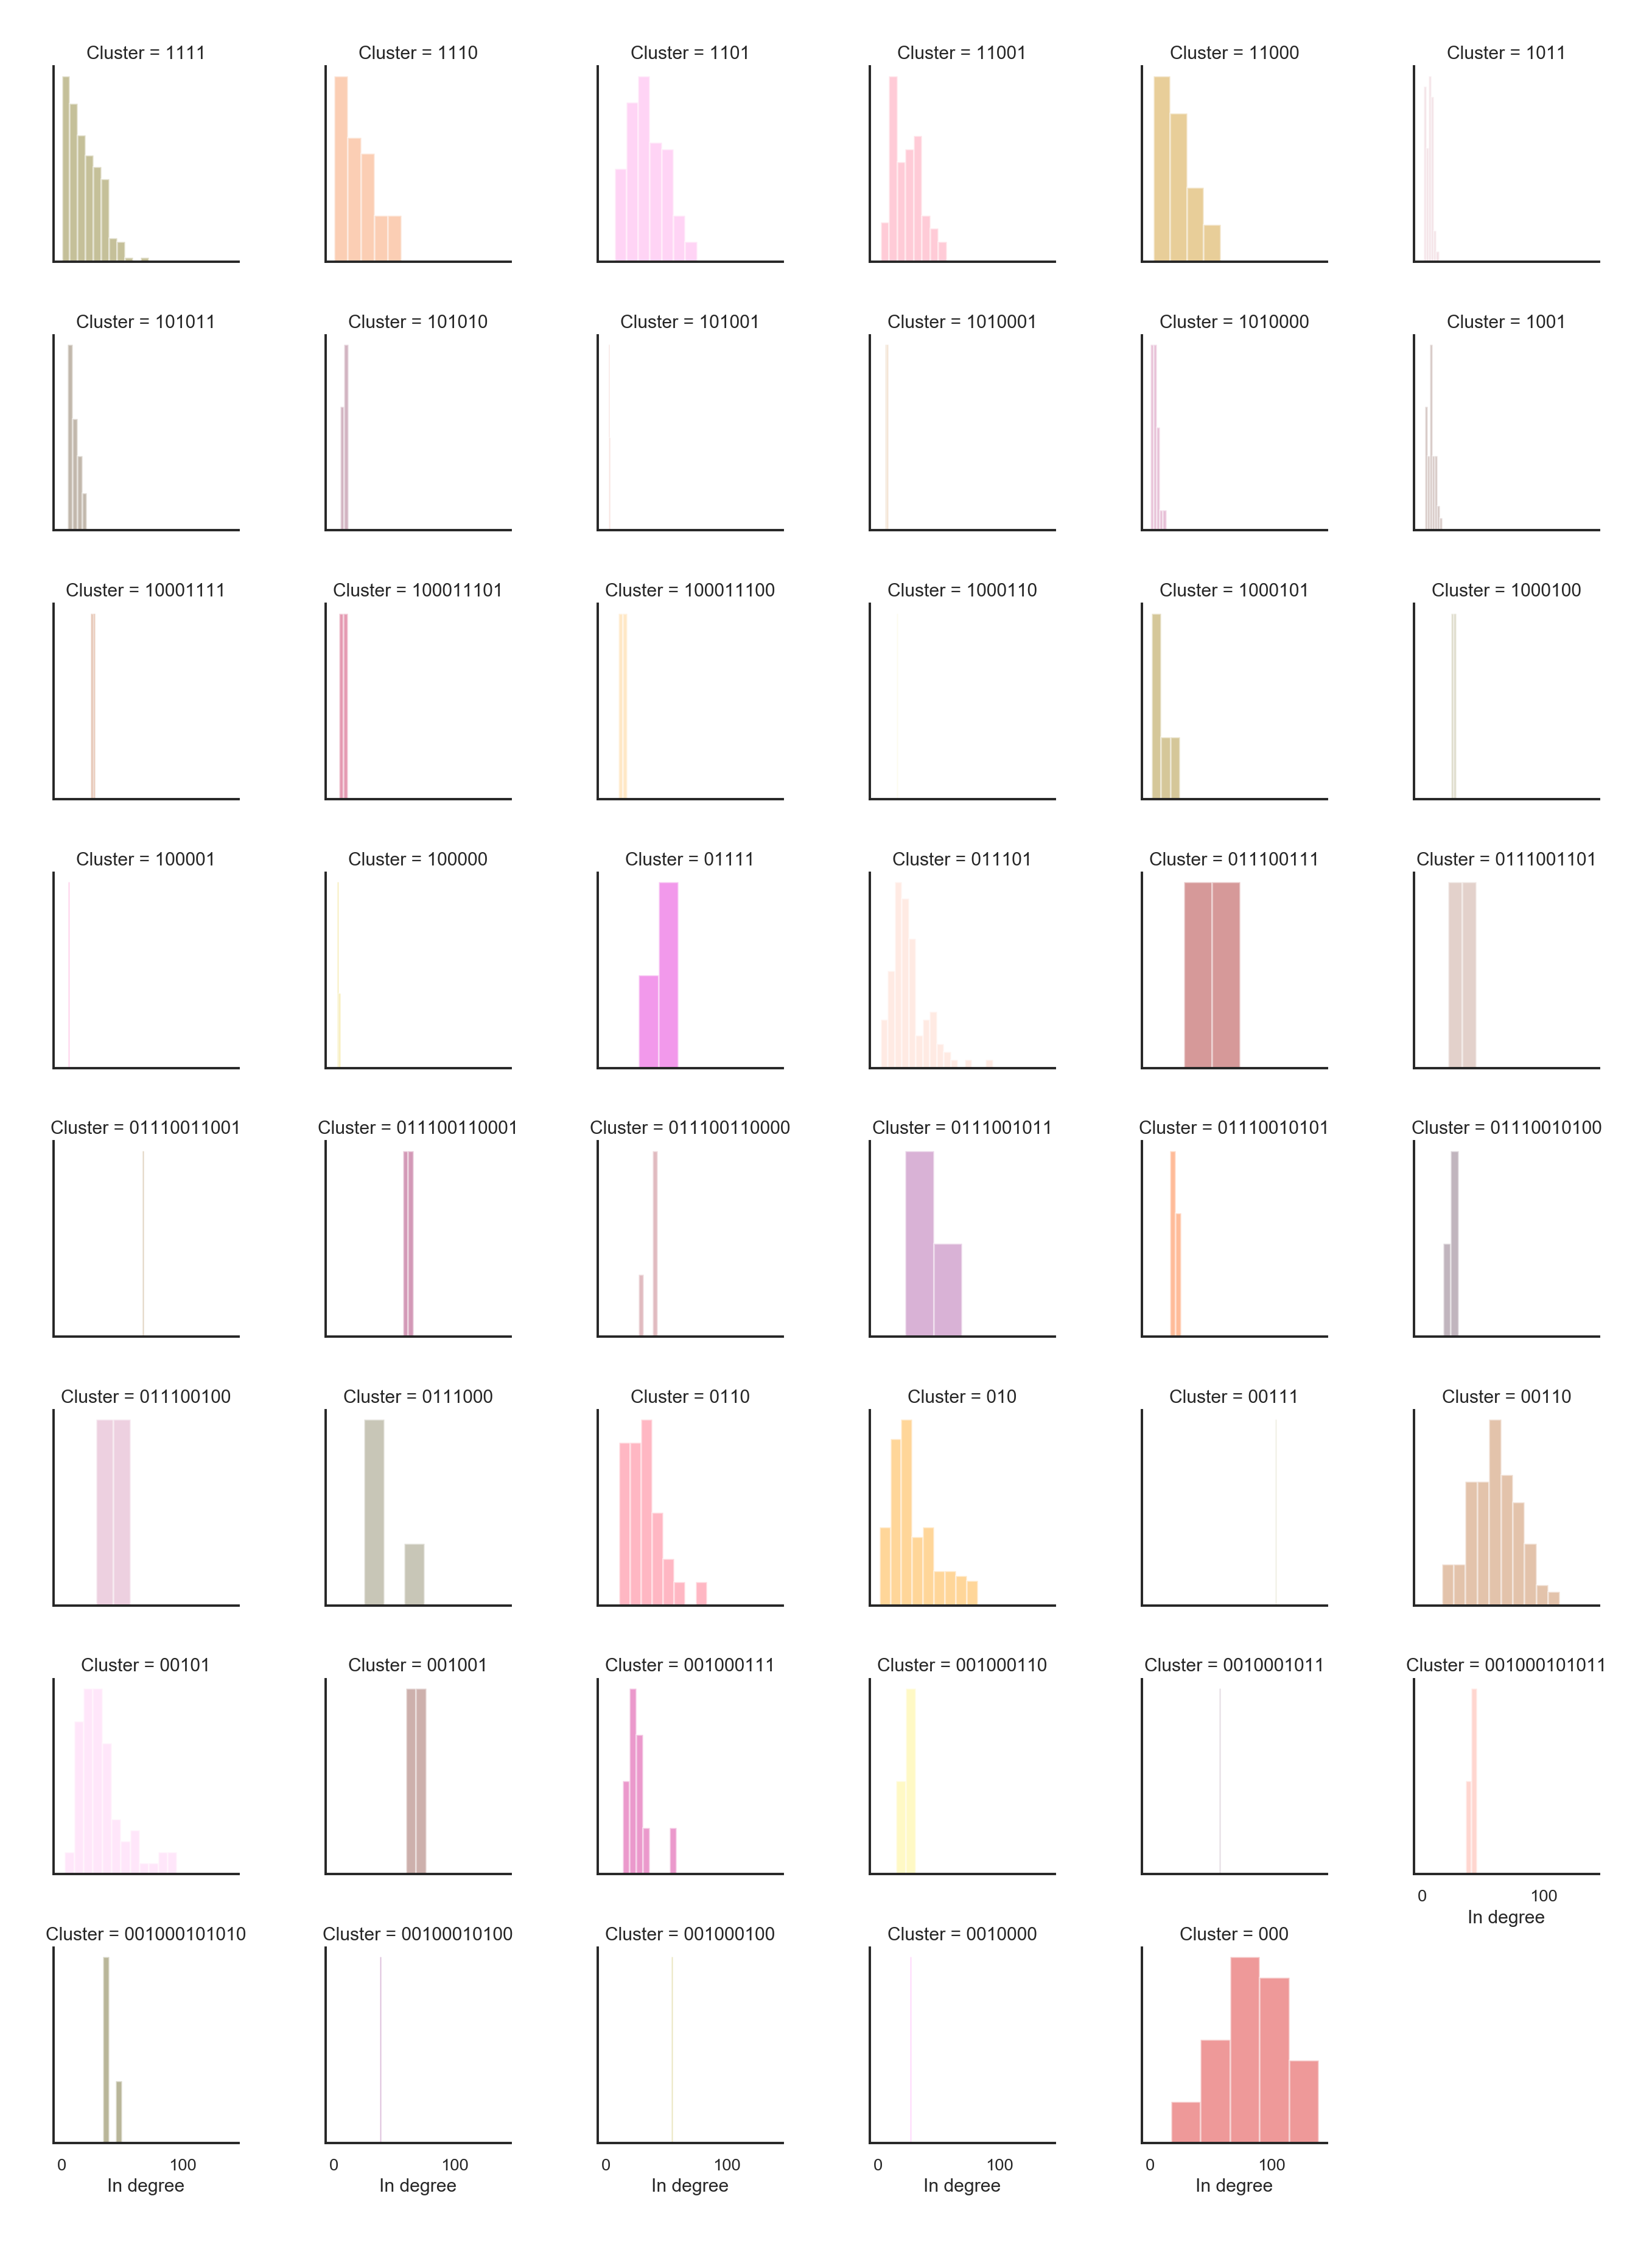 Cluster = 1111
Cluster = 1110
Cluster = 1101
Cluster = 11001
Cluster = 11000
Cluster = 1011
Cluster = 101011
Cluster = 101010
Cluster = 101001
Cluster = 1010001
Cluster = 1010000
Cluster = 1001
Cluster = 10001111
Cluster = 100011101
Cluster = 100011100
Cluster = 1000110
Cluster = 1000101
Cluster = 1000100
Cluster = 100001
Cluster = 100000
Cluster = 01111
Cluster = 011101
Cluster = 011100111
Cluster = 0111001101
Cluster = 01110011001
Cluster = 011100110001
Cluster = 011100110000
Cluster = 0111001011
Cluster = 01110010101
Cluster = 01110010100
Cluster = 011100100
Cluster = 0111000
Cluster = 0110
Cluster = 010
Cluster = 00111
Cluster = 00110
Cluster = 00101
Cluster = 001001
Cluster = 001000111
Cluster = 001000110
Cluster = 0010001011
Cluster = 001000101011
0 100
In degree
Cluster = 001000101010
Cluster = 00100010100
Cluster = 001000100
Cluster = 0010000
Cluster = 000
0 100
In degree
0 100
In degree
0 100
In degree
0 100
In degree
0 100
In degree